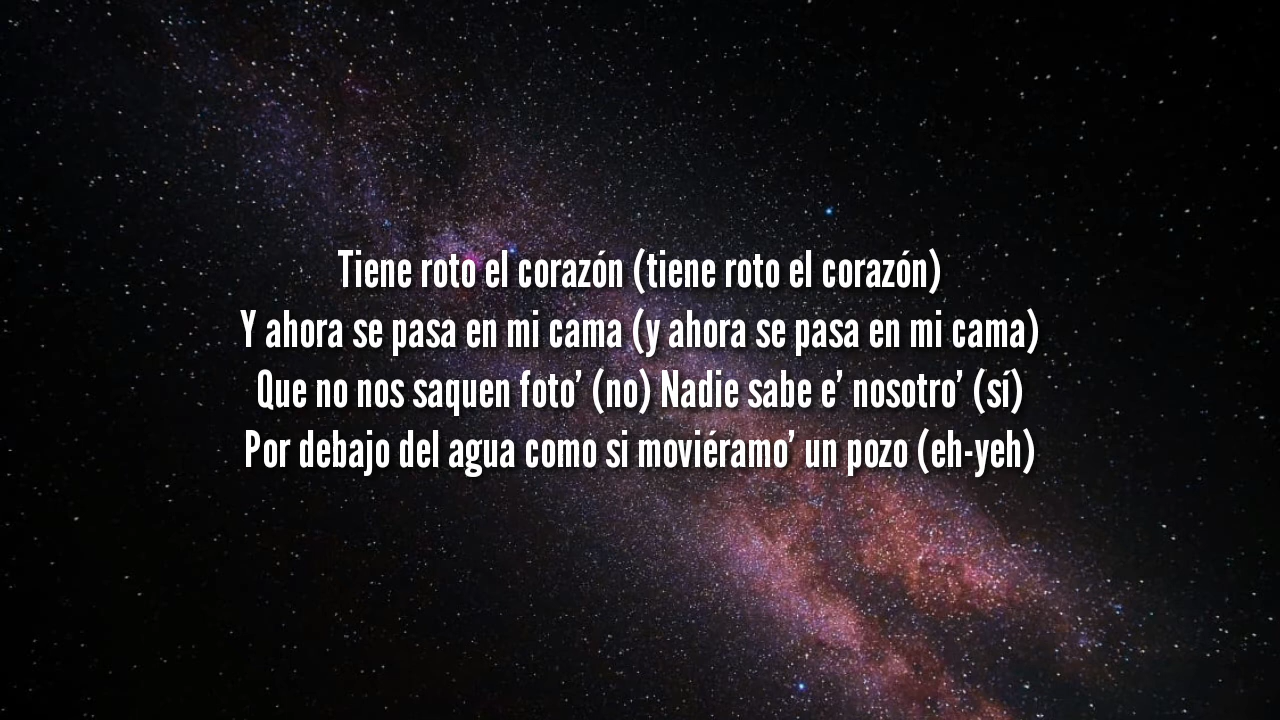 Tiene roto el corazón (tiene roto el corazón)
Y ahora se pasa en mi cama (y ahora se pasa en mi cama)
Que no nos saquen foto’ (no) Nadie sabe e’ nosotro’ (sí)
Por debajo del agua como si moviéramo’ un pozo (eh-yeh)